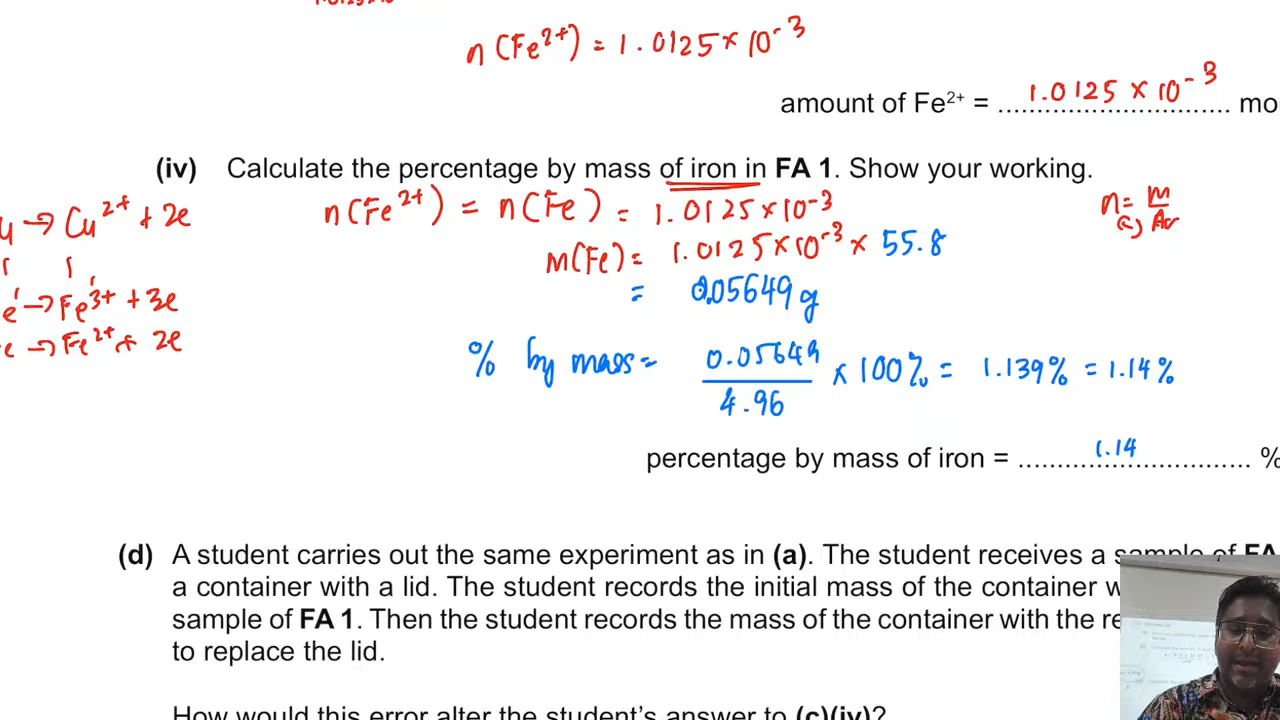 n(Fe²⁺) = 1.0125 × 10⁻³
amount of Fe²⁺ = 1.0125 × 10⁻³ mo
(iv) Calculate the percentage by mass of iron in FA 1. Show your working.
n(Fe²⁺) = n(Fe) = 1.0125 × 10⁻³
n = m
Ar
→ Cu²⁺ + 2e
m(Fe) = 1.0125 × 10⁻³ × 55.8
= 0.05649 g
→ Fe³⁺ + 3e
→ Fe²⁺ + 2e
% by mass = 0.05649
4.96
× 100% = 1.139% = 1.14%
percentage by mass of iron = 1.14 %
(d) A student carries out the same experiment as in (a). The student receives a sample of FA
a container with a lid. The student records the initial mass of the container w
sample of FA 1. Then the student records the mass of the container with the re
to replace the lid.
How would this error alter the student's answer to (c)(iv)?